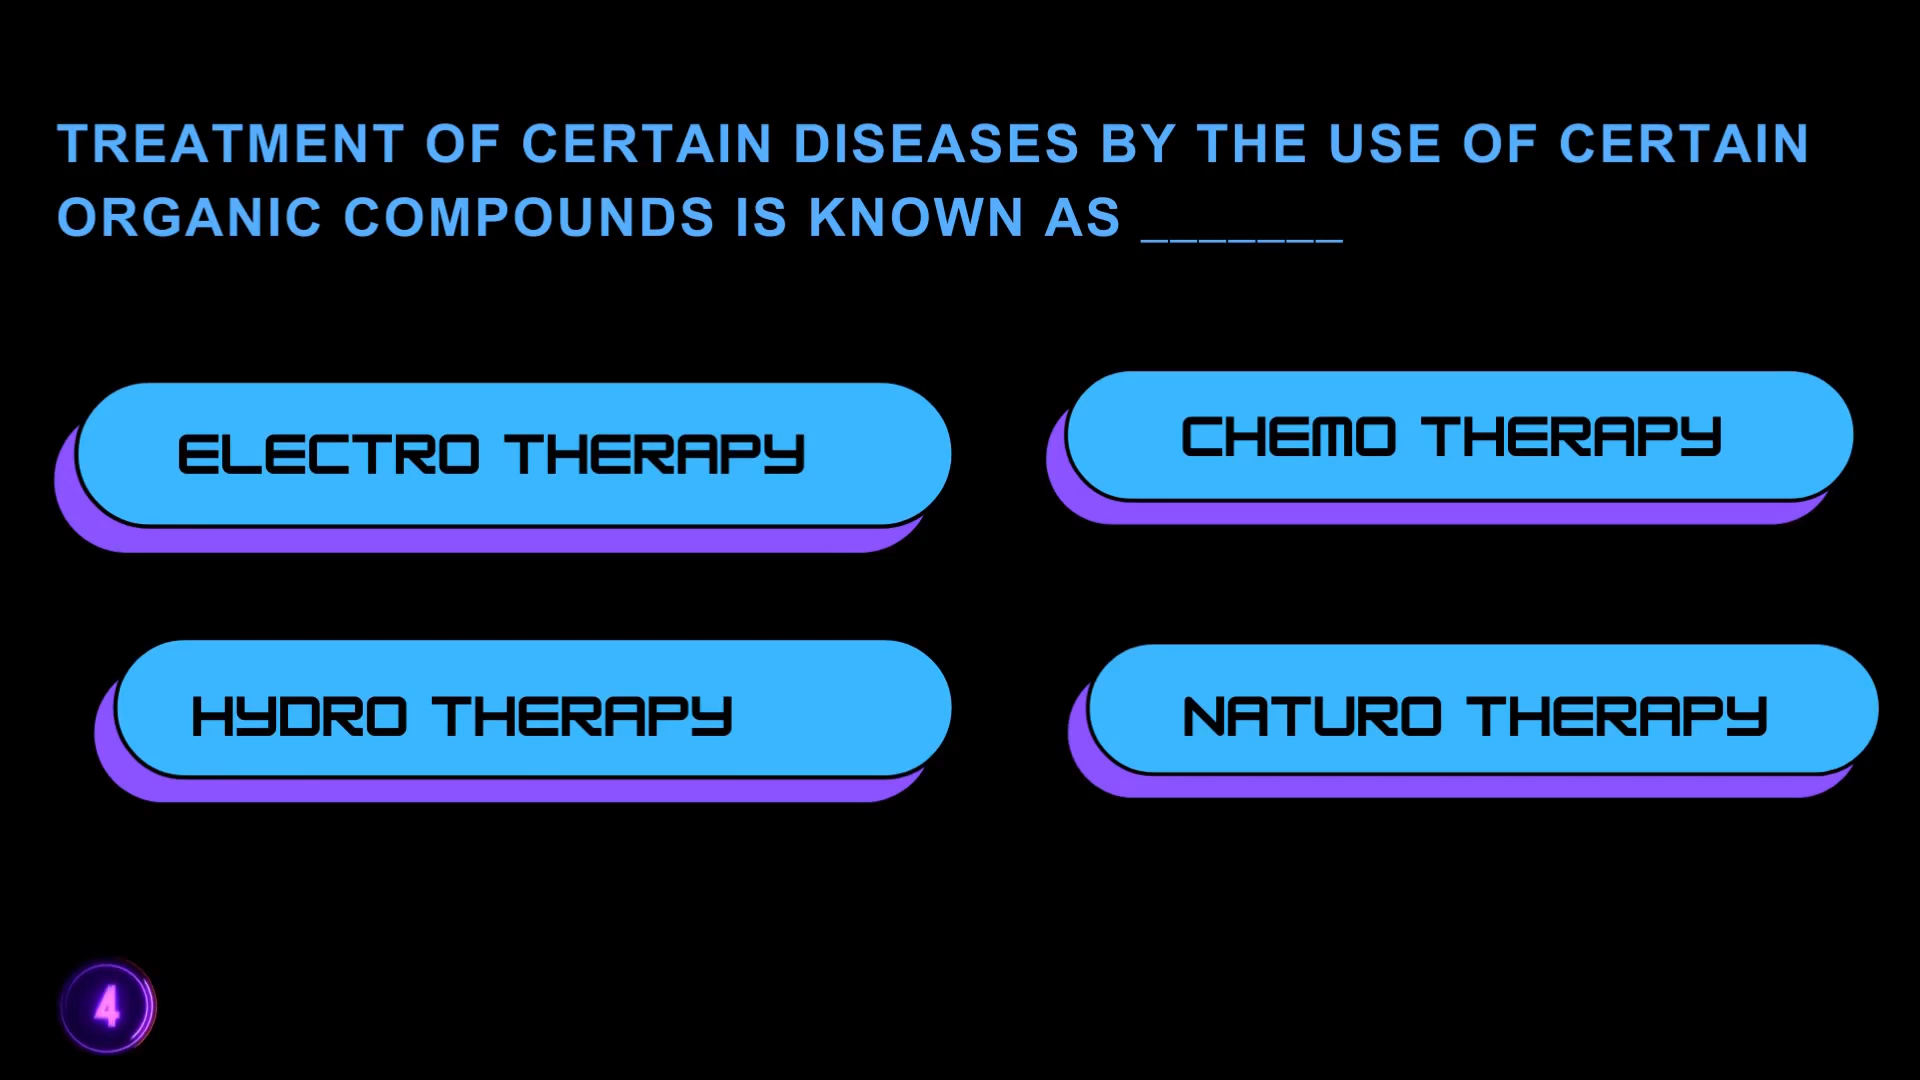 TREATMENT OF CERTAIN DISEASES BY THE USE OF CERTAIN
ORGANIC COMPOUNDS IS KNOWN AS _______
ELECTRO THERAPY
CHEMO THERAPY
HYDRO THERAPY
NATURO THERAPY
4